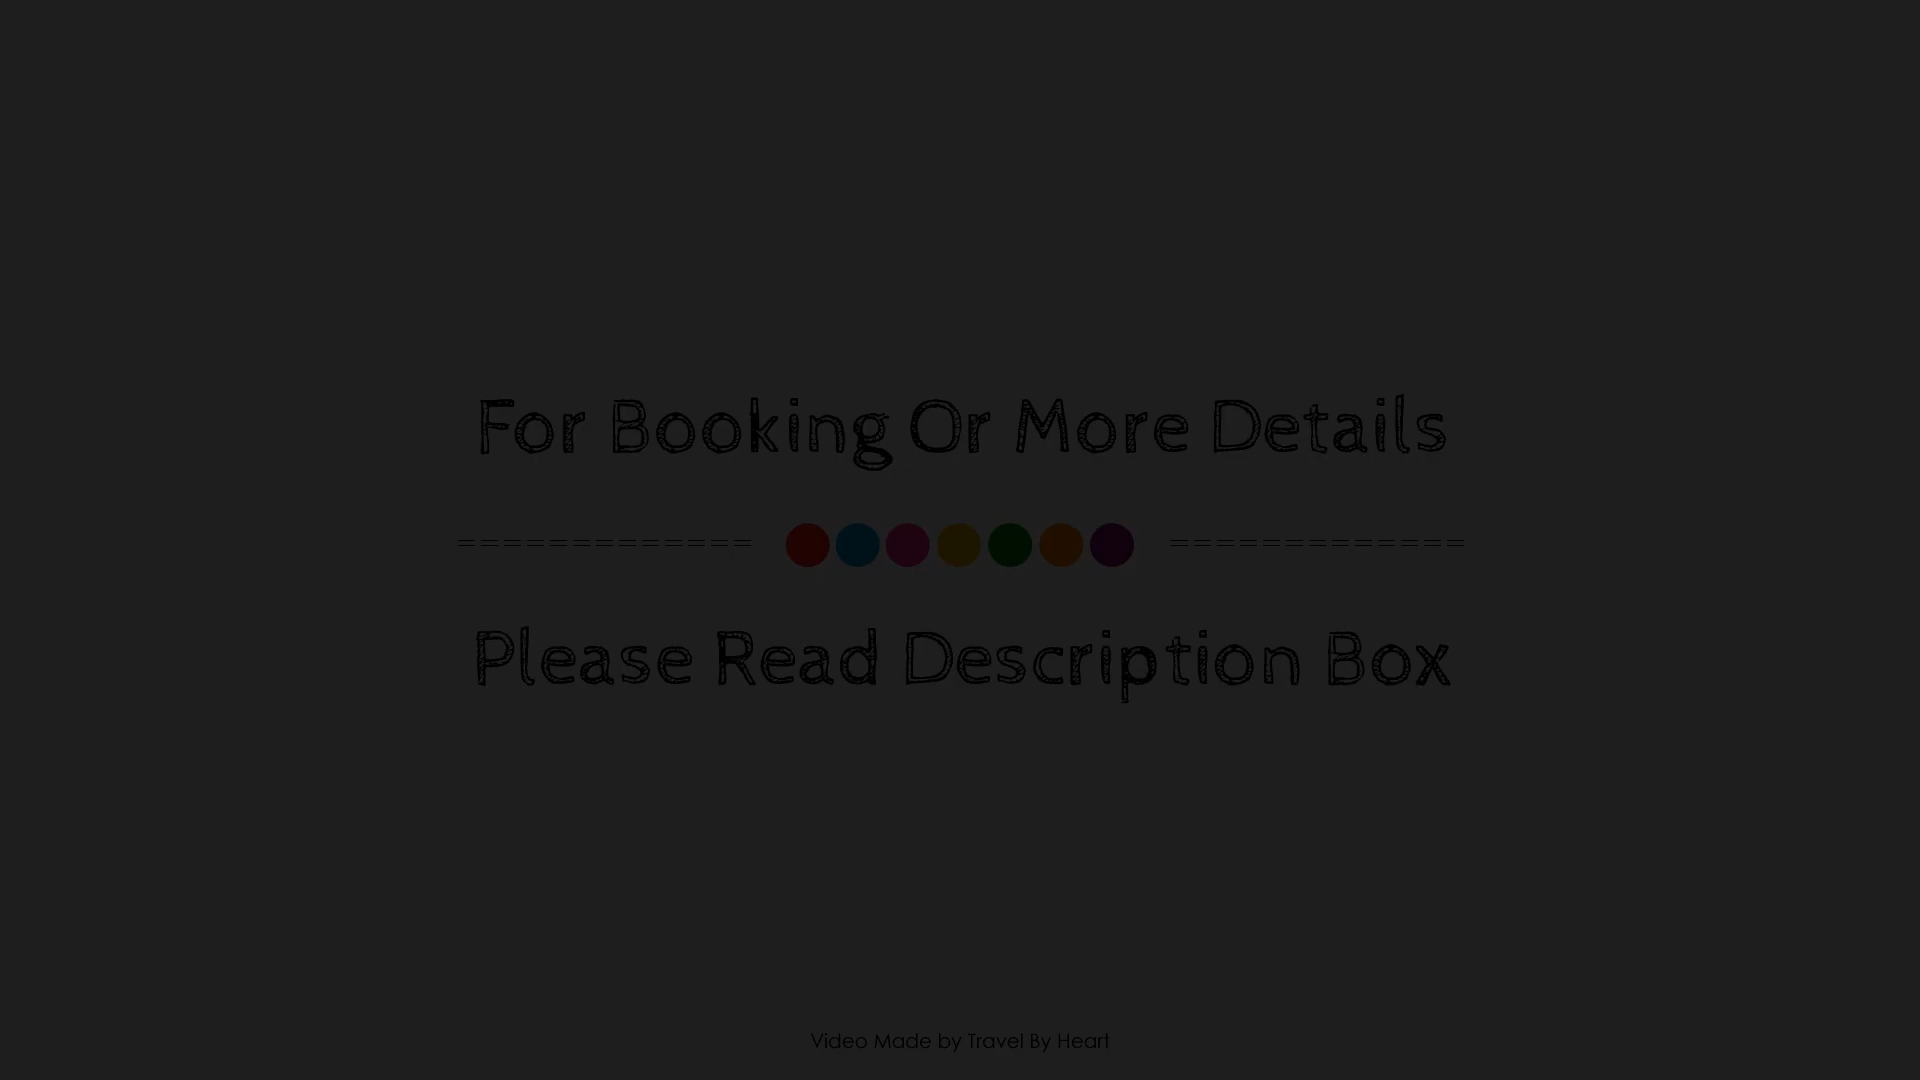 For Booking Or More Details
============= =============
Please Read Description Box
Video Made by Travel By Heart